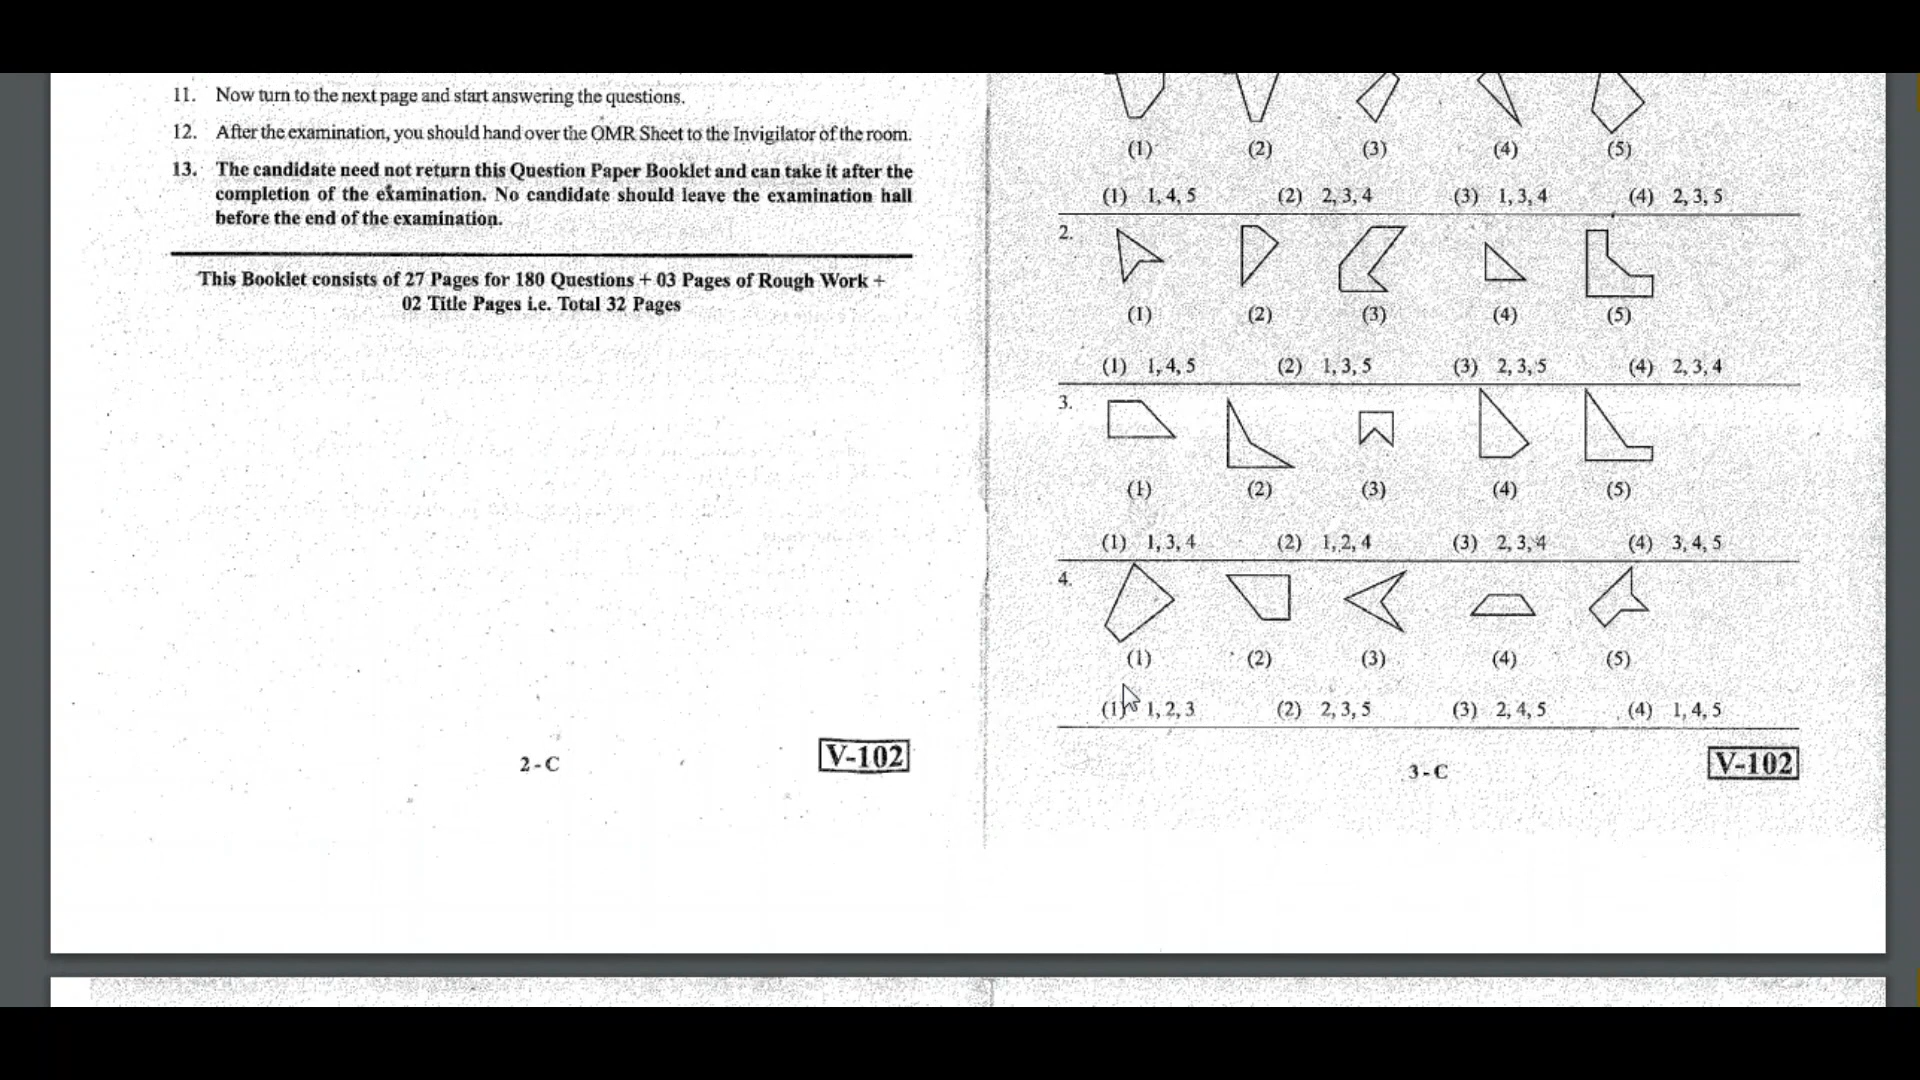 11. Now turn to the next page and start answering the questions.
12. After the examination, you should hand over the OMR Sheet to the Invigilator of the room.
13. The candidate need not return this Question Paper Booklet and can take it after the
completion of the examination. No candidate should leave the examination hall
before the end of the examination.
This Booklet consists of 27 Pages for 180 Questions + 03 Pages of Rough Work +
02 Title Pages i.e. Total 32 Pages
2 - C
V-102
(1) (2) (3) (4) (5)
(1) 1, 4, 5 (2) 2, 3, 4 (3) 1, 3, 4 (4) 2, 3, 5
2.
(1) (2) (3) (4) (5)
(1) 1, 4, 5 (2) 1, 3, 5 (3) 2, 3, 5 (4) 2, 3, 4
3.
(1) (2) (3) (4) (5)
(1) 1, 3, 4 (2) 1, 2, 4 (3) 2, 3, 4 (4) 3, 4, 5
4.
(1) (2) (3) (4) (5)
(1) 1, 2, 3 (2) 2, 3, 5 (3) 2, 4, 5 (4) 1, 4, 5
3 - C
V-102